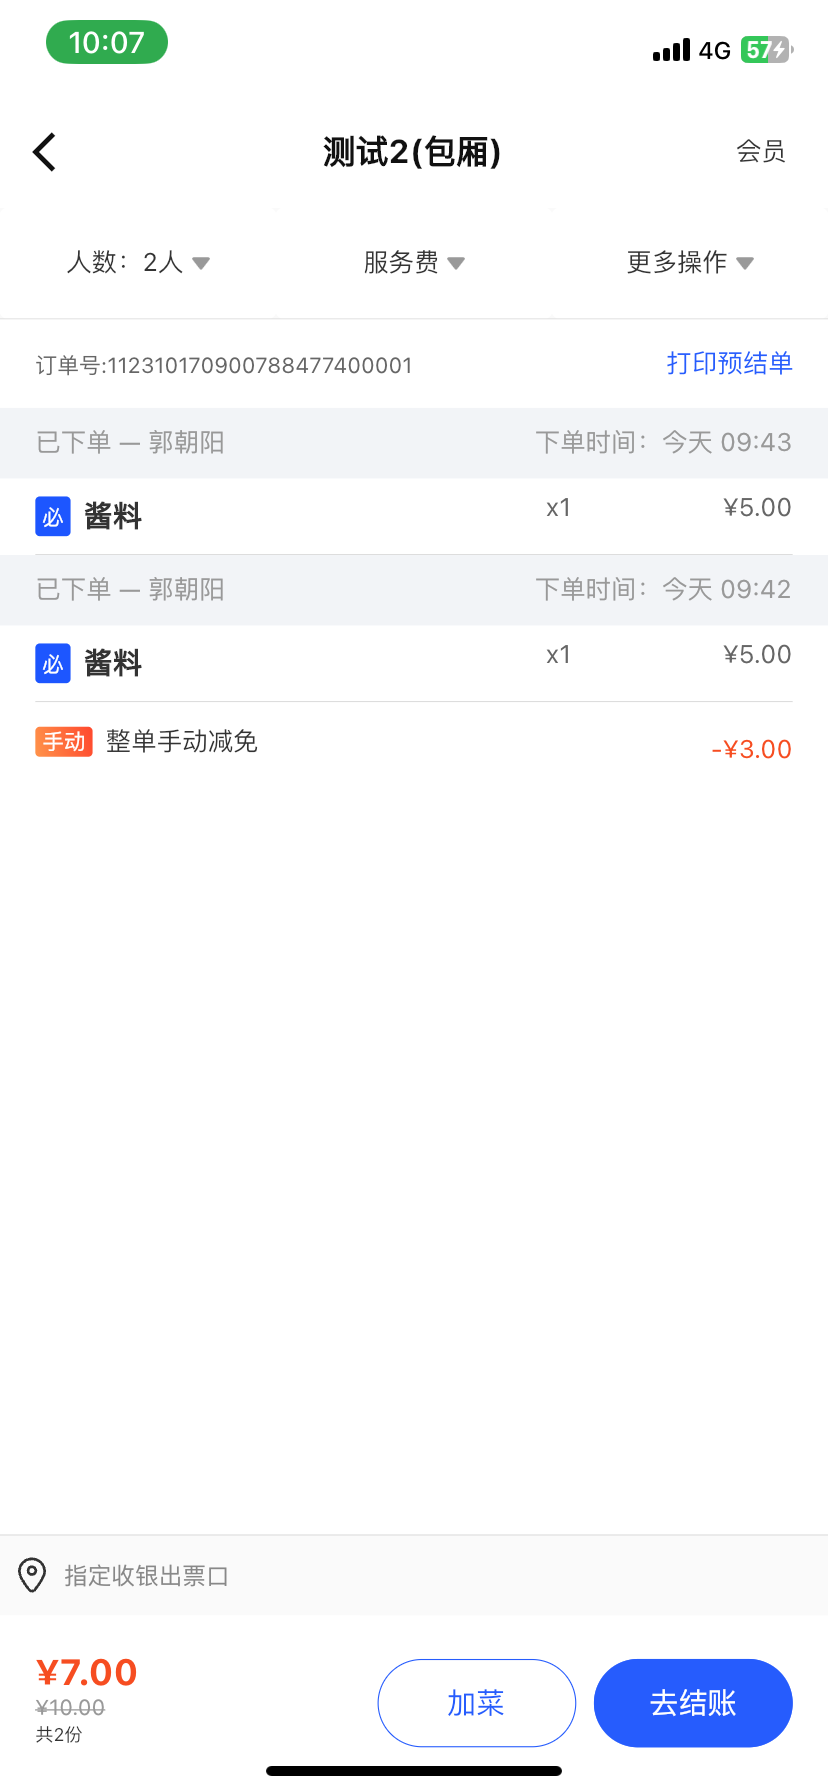 10:07 4G 57
测试2(包厢) 会员
人数：2人 服务费 更多操作
订单号:112310170900788477400001 打印预结单
已下单 — 郭朝阳 下单时间：今天 09:43
必 酱料 x1 ¥5.00
已下单 — 郭朝阳 下单时间：今天 09:42
必 酱料 x1 ¥5.00
手动 整单手动减免 -¥3.00
指定收银出票口
¥7.00
¥10.00
共2份
加菜 去结账